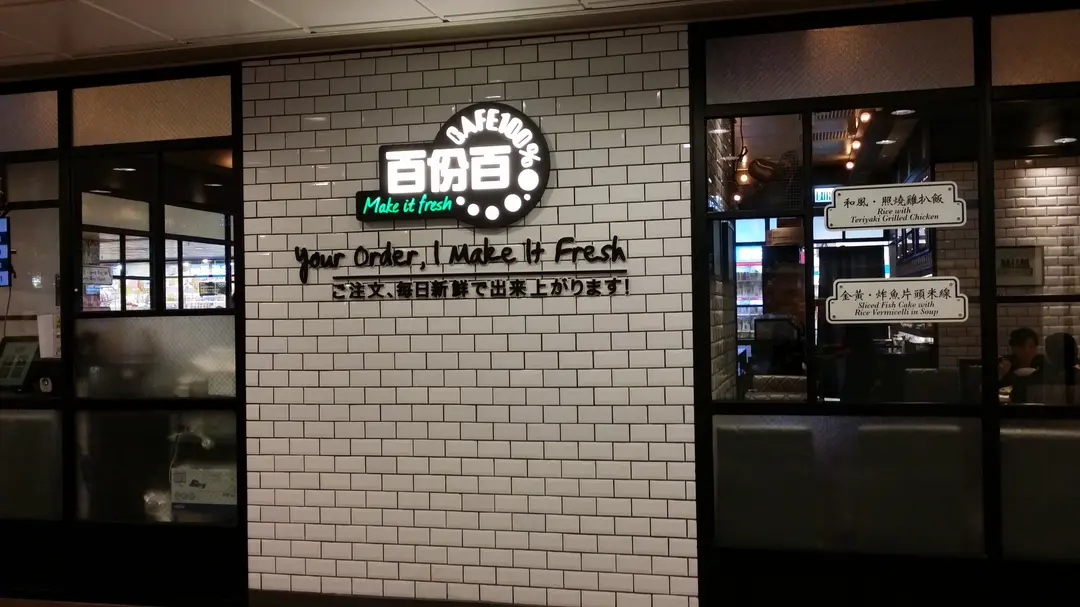 CAFE100%
百份百
Make it fresh
Your Order, I Make It Fresh
ご注文、毎日新鮮で出来上がります!
和風・照燒雞扒飯
Rice with
Teriyaki Grilled Chicken
金黃・炸魚片頭米線
Sliced Fish Cake with
Rice Vermicelli in Soup